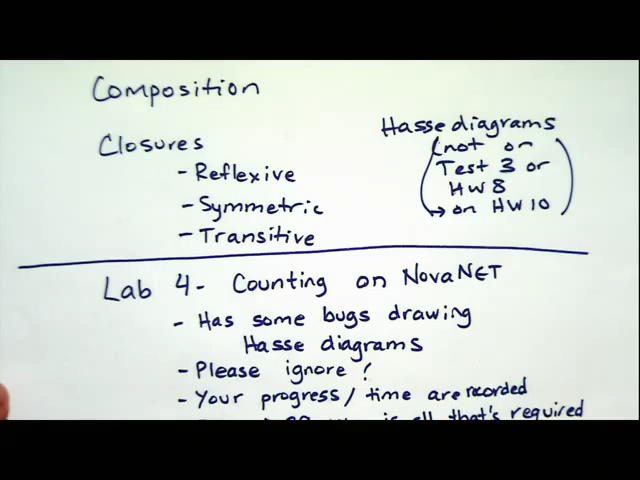 Composition
Closures
- Reflexive
- Symmetric
- Transitive
Hasse diagrams
(not on
Test 3 or
HW 8
→ on HW 10)
Lab 4 - Counting on NovaNET
- Has some bugs drawing
Hasse diagrams
- Please ignore!
- Your progress / time are recorded
is all that's required